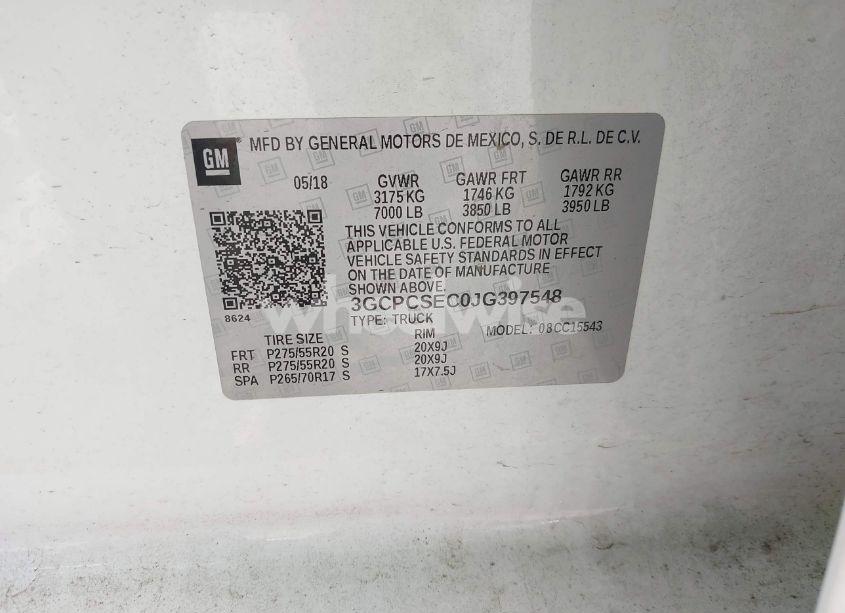 GM MFD BY GENERAL MOTORS DE MEXICO, S. DE R.L. DE C.V.
05/18 GVWR GAWR FRT GAWR RR
3175 KG 1746 KG 1792 KG
7000 LB 3850 LB 3950 LB
THIS VEHICLE CONFORMS TO ALL
APPLICABLE U.S. FEDERAL MOTOR
VEHICLE SAFETY STANDARDS IN EFFECT
ON THE DATE OF MANUFACTURE
SHOWN ABOVE.
3GCPCSEC0JG397548
8624
TYPE: TRUCK MODEL: 08CC15543
wheelwise
TIRE SIZE RIM
FRT P275/55R20 S 20X9J
RR P275/55R20 S 20X9J
SPA P265/70R17 S 17X7.5J